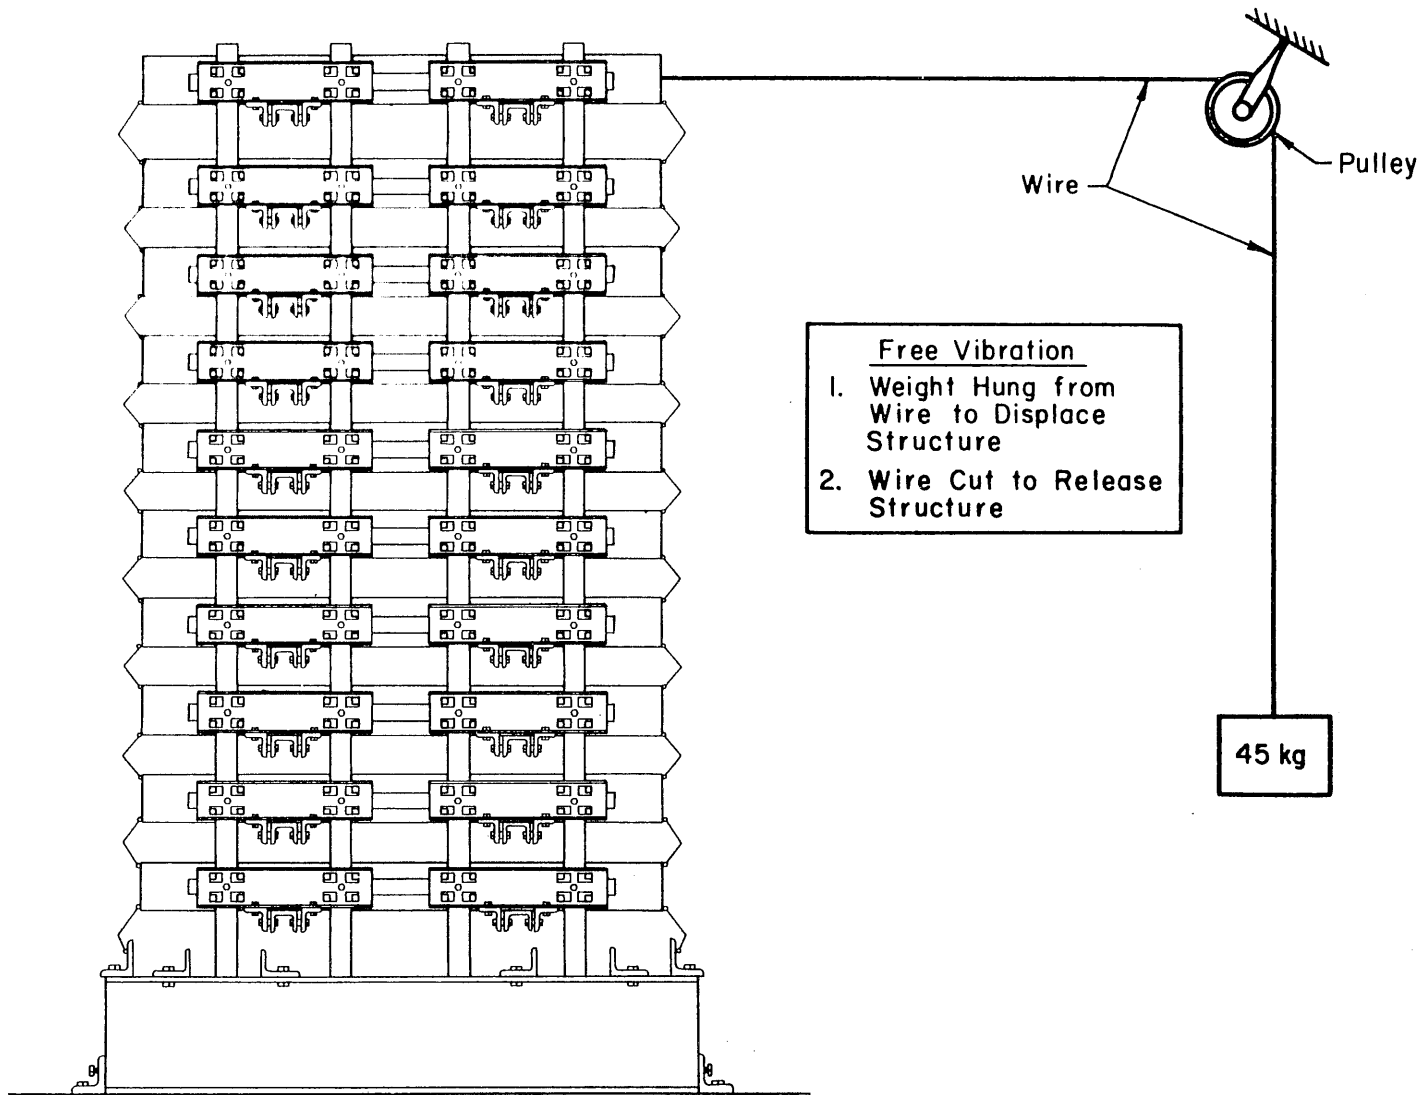 Pulley
Wire
Free Vibration
1. Weight Hung from
Wire to Displace
Structure
2. Wire Cut to Release
Structure
45 kg